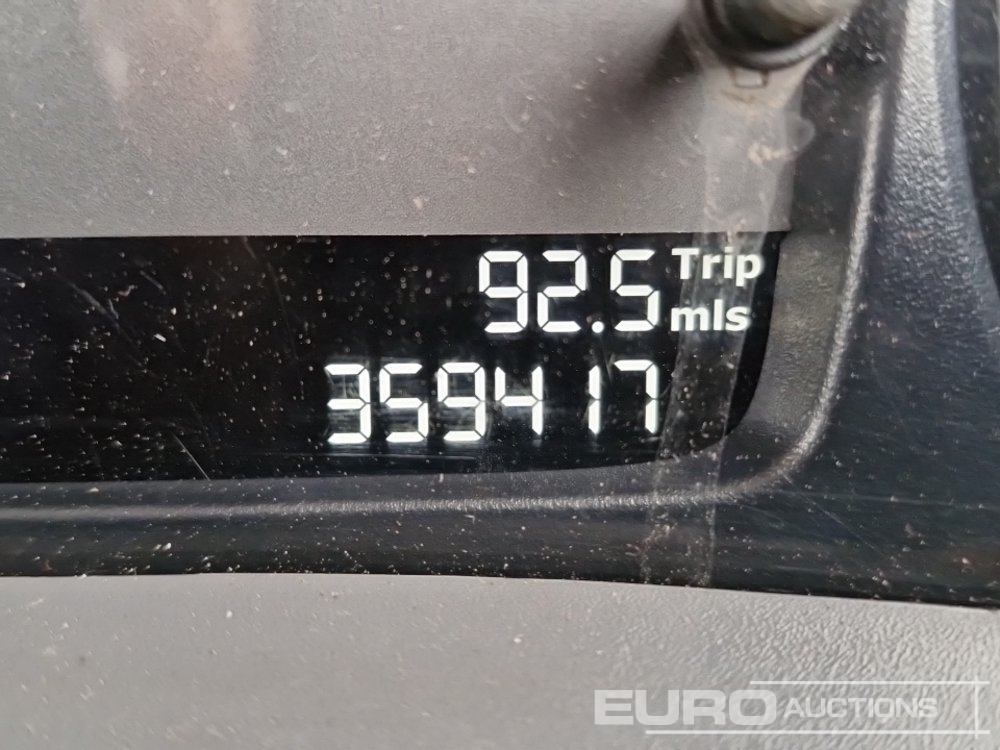 92.5 Trip
mls
359417
EURO AUCTIONS